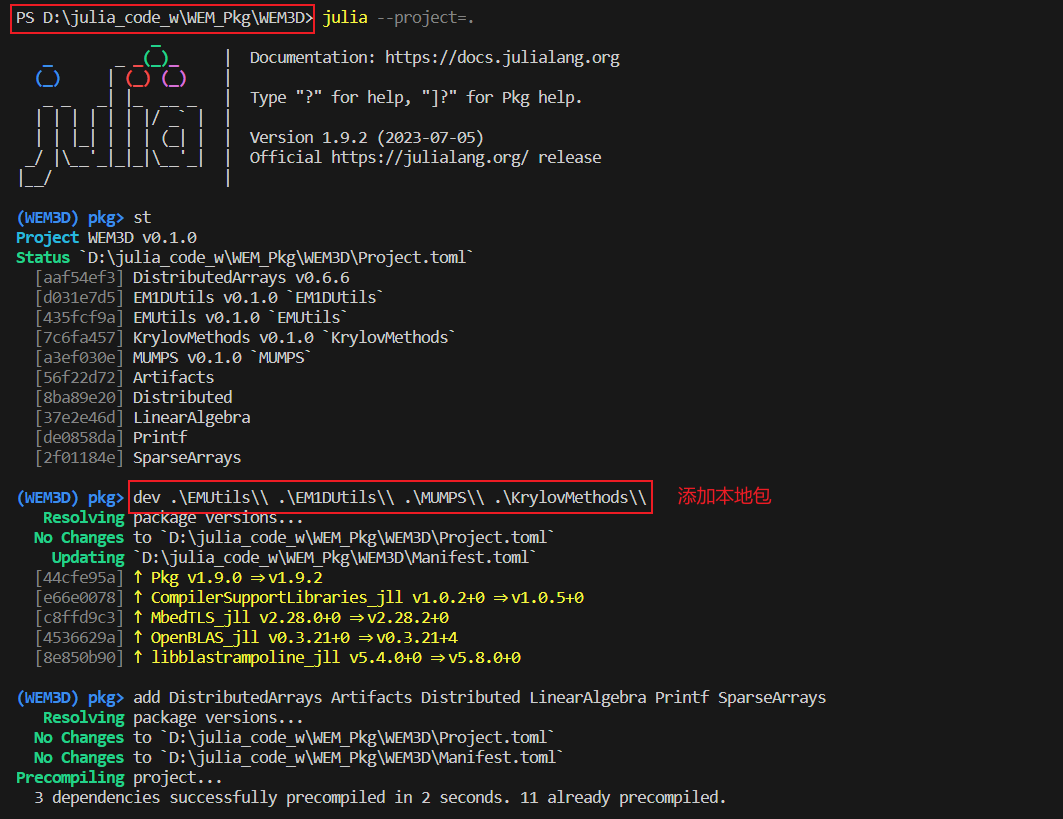 PS D:\julia_code_w\WEM_Pkg\WEM3D> julia --project=.
               _
   _       _ _(_)_     |  Documentation: https://docs.julialang.org
  (_)     | (_) (_)    |
   _ _   _| |_  __ _   |  Type "?" for help, "]?" for Pkg help.
  | | | | | | |/ _` |  |
  | | |_| | | | (_| |  |  Version 1.9.2 (2023-07-05)
 _/ |\__'_|_|_|\__'_|  |  Official https://julialang.org/ release
|__/                   |
(WEM3D) pkg> st
Project WEM3D v0.1.0
Status `D:\julia_code_w\WEM_Pkg\WEM3D\Project.toml`
[aaf54ef3] DistributedArrays v0.6.6
[d031e7d5] EM1DUtils v0.1.0 `EM1DUtils`
[435fcf9a] EMUtils v0.1.0 `EMUtils`
[7c6fa457] KrylovMethods v0.1.0 `KrylovMethods`
[a3ef030e] MUMPS v0.1.0 `MUMPS`
[56f22d72] Artifacts
[8ba89e20] Distributed
[37e2e46d] LinearAlgebra
[de0858da] Printf
[2f01184e] SparseArrays
(WEM3D) pkg> dev .\EMUtils\\ .\EM1DUtils\\ .\MUMPS\\ .\KrylovMethods\\ 添加本地包
Resolving package versions...
No Changes to `D:\julia_code_w\WEM_Pkg\WEM3D\Project.toml`
Updating `D:\julia_code_w\WEM_Pkg\WEM3D\Manifest.toml`
[44cfe95a] ↑ Pkg v1.9.0 ⇒ v1.9.2
[e66e0078] ↑ CompilerSupportLibraries_jll v1.0.2+0 ⇒ v1.0.5+0
[c8ffd9c3] ↑ MbedTLS_jll v2.28.0+0 ⇒ v2.28.2+0
[4536629a] ↑ OpenBLAS_jll v0.3.21+0 ⇒ v0.3.21+4
[8e850b90] ↑ libblastrampoline_jll v5.4.0+0 ⇒ v5.8.0+0
(WEM3D) pkg> add DistributedArrays Artifacts Distributed LinearAlgebra Printf SparseArrays
Resolving package versions...
No Changes to `D:\julia_code_w\WEM_Pkg\WEM3D\Project.toml`
No Changes to `D:\julia_code_w\WEM_Pkg\WEM3D\Manifest.toml`
Precompiling project...
3 dependencies successfully precompiled in 2 seconds. 11 already precompiled.